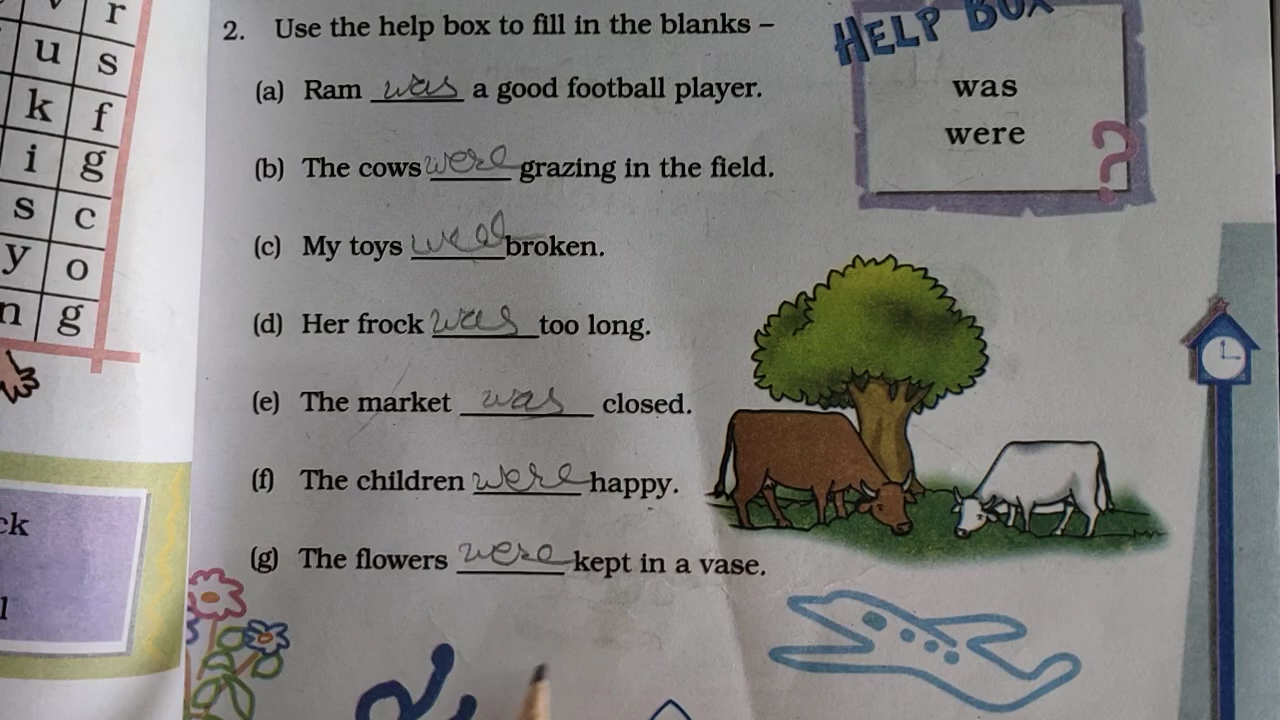 v r
u s
k f
i g
s c
y o
n g
ck
l
2. Use the help box to fill in the blanks –
HELP BOX
was
were
?
(a) Ram was a good football player.
(b) The cows were grazing in the field.
(c) My toys broken.
(d) Her frock was too long.
(e) The market was closed.
(f) The children were happy.
(g) The flowers were kept in a vase.